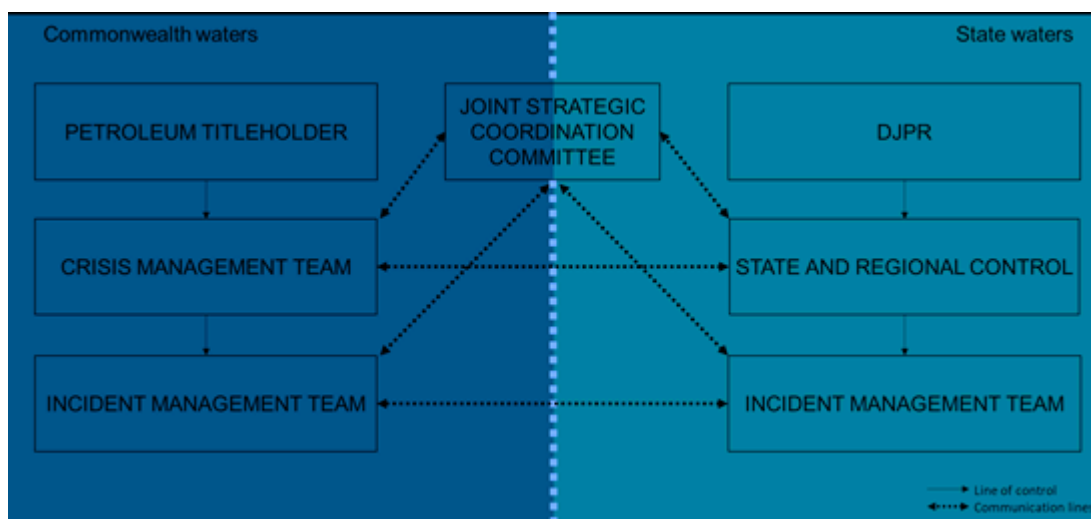 Commonwealth waters
State waters
PETROLEUM TITLEHOLDER
JOINT STRATEGIC
COORDINATION
COMMITTEE
DJPR
CRISIS MANAGEMENT TEAM
STATE AND REGIONAL CONTROL
INCIDENT MANAGEMENT TEAM
INCIDENT MANAGEMENT TEAM
Line of control
Communication lines